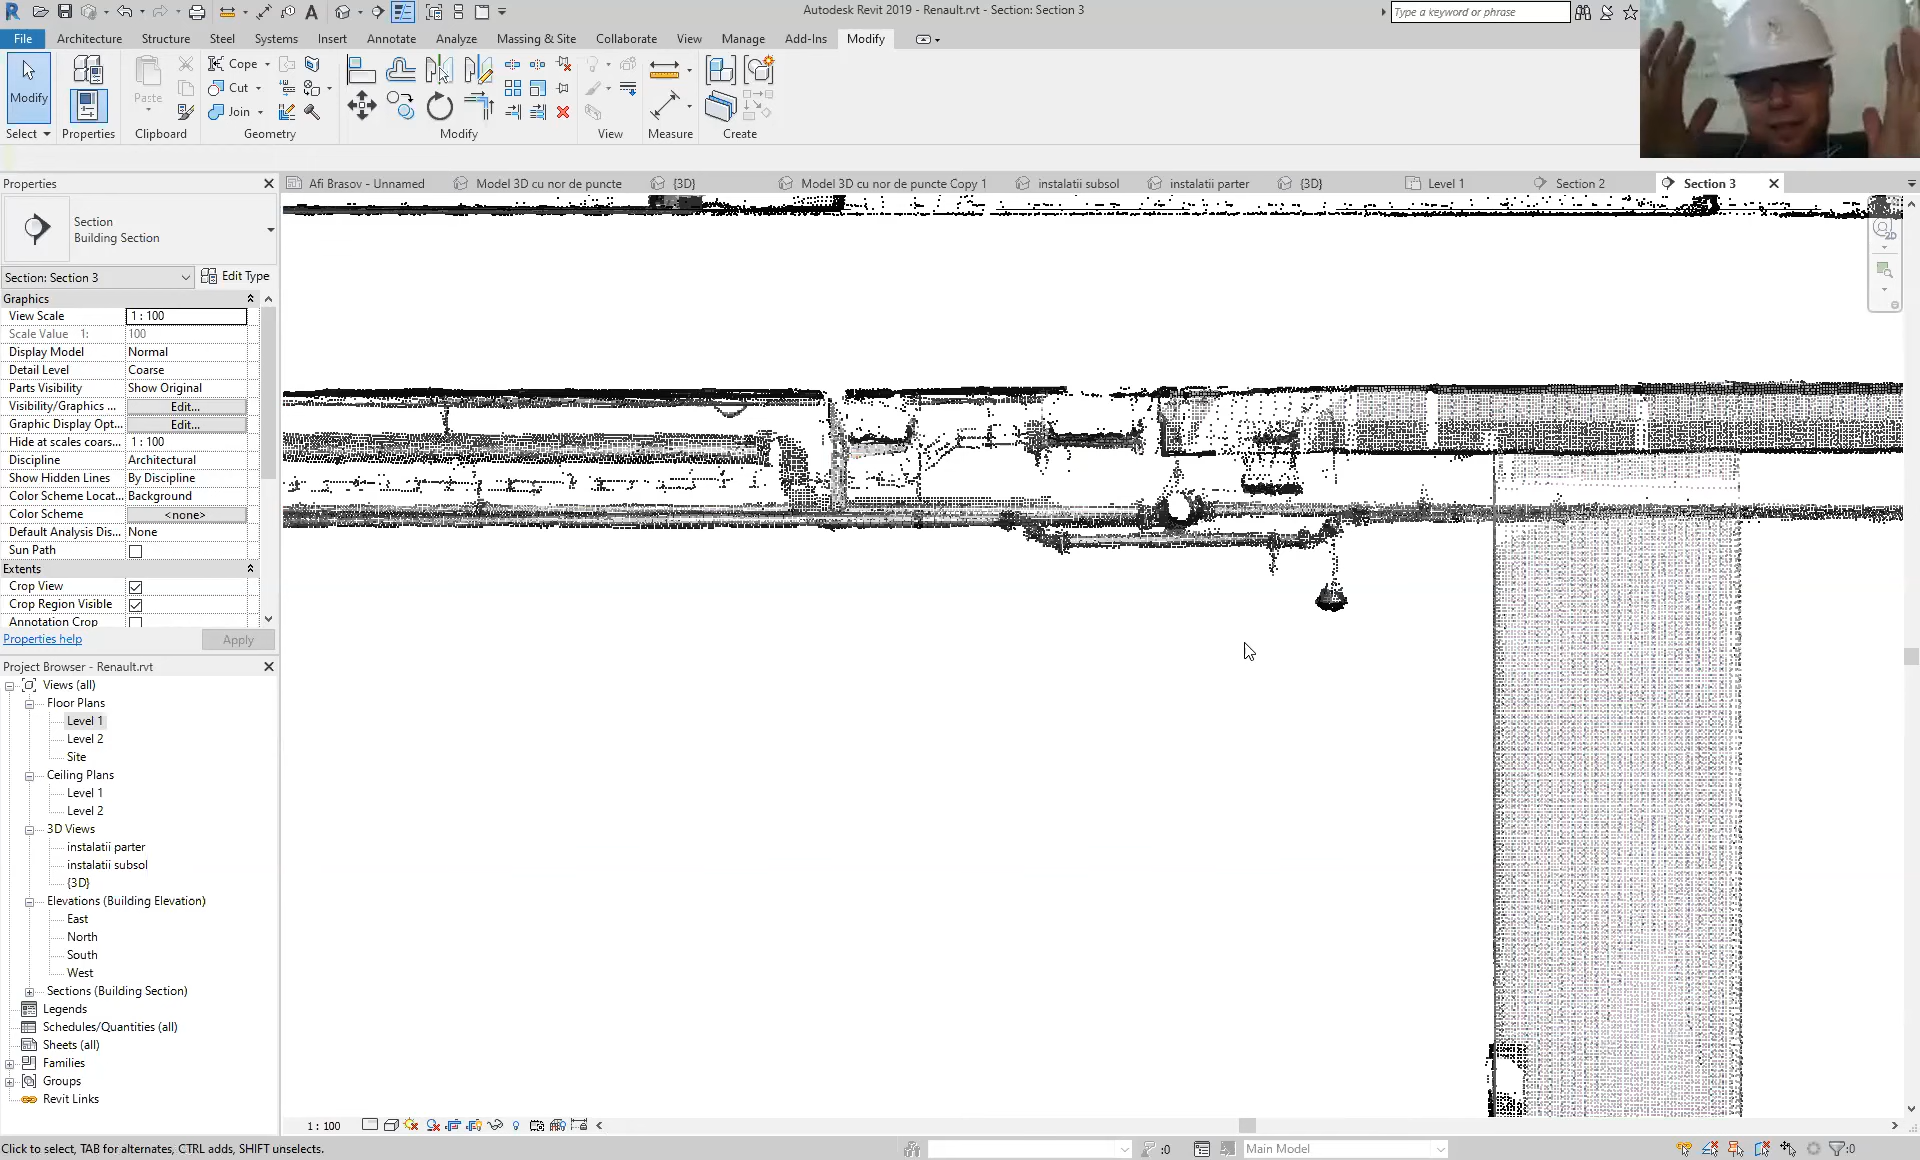 Autodesk Revit 2019 - Renault.rvt - Section: Section 3
Type a keyword or phrase
File Architecture Structure Steel Systems Insert Annotate Analyze Massing & Site Collaborate View Manage Add-Ins Modify
Modify
Paste
Cope
Cut
Join
Select Properties Clipboard Geometry Modify View Measure Create
Properties
Afi Brasov - Unnamed
Model 3D cu nor de puncte
{3D}
Model 3D cu nor de puncte Copy 1
instalatii subsol
instalatii parter
{3D}
Level 1
Section 2
Section 3
Section
Building Section
Section: Section 3
Edit Type
Graphics
View Scale 1 : 100
Scale Value 1: 100
Display Model Normal
Detail Level Coarse
Parts Visibility Show Original
Visibility/Graphics ... Edit...
Graphic Display Opt... Edit...
Hide at scales coars... 1 : 100
Discipline Architectural
Show Hidden Lines By Discipline
Color Scheme Locat... Background
Color Scheme <none>
Default Analysis Dis... None
Sun Path
Extents
Crop View
Crop Region Visible
Annotation Crop
Properties help
Apply
Project Browser - Renault.rvt
Views (all)
Floor Plans
Level 1
Level 2
Site
Ceiling Plans
Level 1
Level 2
3D Views
instalatii parter
instalatii subsol
{3D}
Elevations (Building Elevation)
East
North
South
West
Sections (Building Section)
Legends
Schedules/Quantities (all)
Sheets (all)
Families
Groups
Revit Links
1 : 100
Click to select, TAB for alternates, CTRL adds, SHIFT unselects.
:0
Main Model
:0
2D